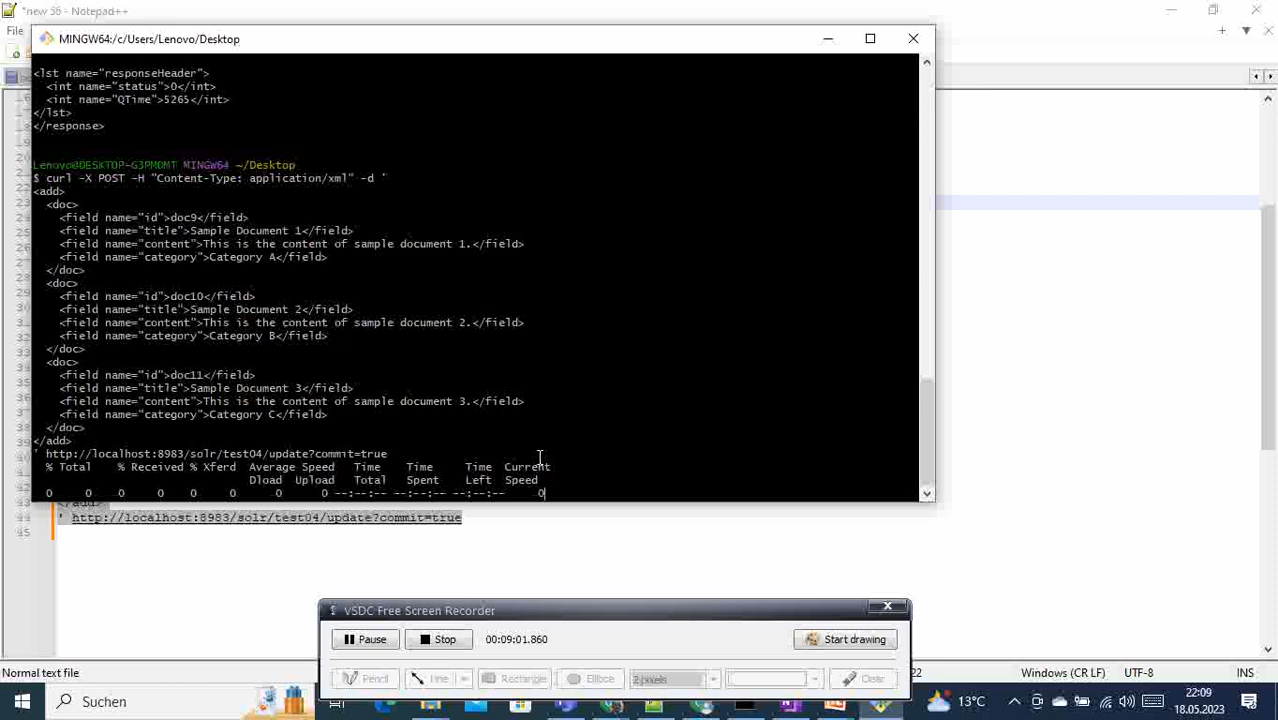 *new 56 - Notepad++
MINGW64:/c/Users/Lenovo/Desktop
<lst name="responseHeader">
  <int name="status">0</int>
  <int name="QTime">5265</int>
</lst>
</response>
Lenovo@DESKTOP-G3PMDMT MINGW64 ~/Desktop
$ curl -X POST -H "Content-Type: application/xml" -d '
<add>
  <doc>
    <field name="id">doc9</field>
    <field name="title">Sample Document 1</field>
    <field name="content">This is the content of sample document 1.</field>
    <field name="category">Category A</field>
  </doc>
  <doc>
    <field name="id">doc10</field>
    <field name="title">Sample Document 2</field>
    <field name="content">This is the content of sample document 2.</field>
    <field name="category">Category B</field>
  </doc>
  <doc>
    <field name="id">doc11</field>
    <field name="title">Sample Document 3</field>
    <field name="content">This is the content of sample document 3.</field>
    <field name="category">Category C</field>
  </doc>
</add>
' http://localhost:8983/solr/test04/update?commit=true
  % Total    % Received % Xferd  Average Speed   Time    Time     Time  Current
                                 Dload  Upload   Total   Spent    Left  Speed
  0     0    0     0    0     0      0      0 --:--:-- --:--:-- --:--:--     0
</add>
44 ' http://localhost:8983/solr/test04/update?commit=true
45
VSDC Free Screen Recorder
Pause Stop 00:09:01.860 Start drawing
Pencil Line Rectangle Ellipse 2 pixels Clear
Normal text file Windows (CR LF) UTF-8 INS
Suchen 13°C 22:09
18.05.2023